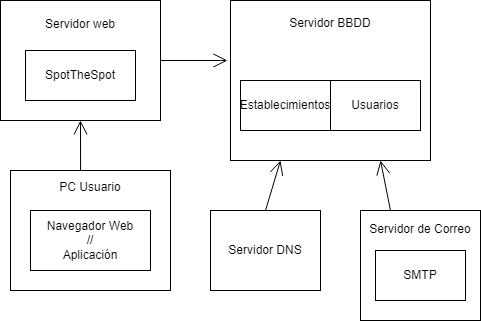 Servidor web
SpotTheSpot
Servidor BBDD
Establecimientos
Usuarios
PC Usuario
Navegador Web
//
Aplicación
Servidor DNS
Servidor de Correo
SMTP